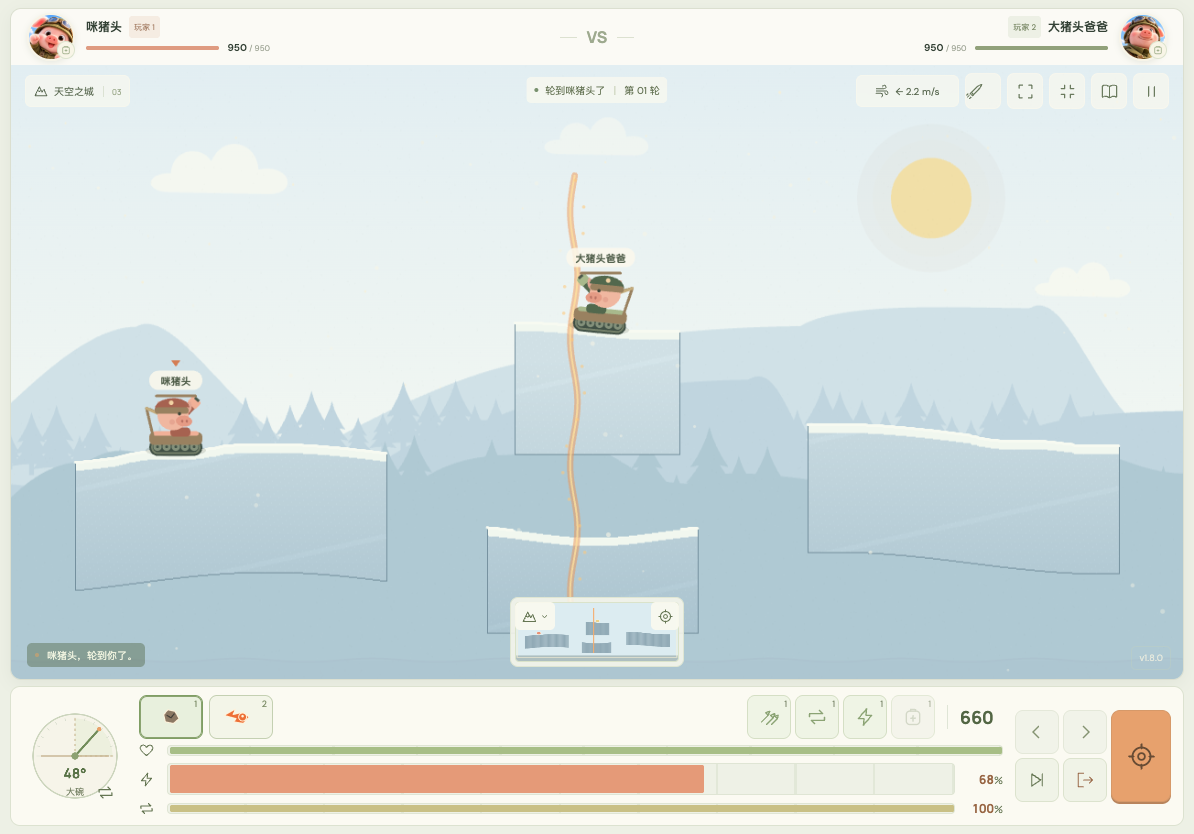 咪猪头 玩家 1
950 / 950
VS
玩家 2 大猪头爸爸
950 / 950
天空之城 03
轮到咪猪头了 第 01 轮
← 2.2 m/s
大猪头爸爸
咪猪头
咪猪头，轮到你了。
v1.8.0
48°
大碗
1
2
1
1
1
1
660
68%
100%